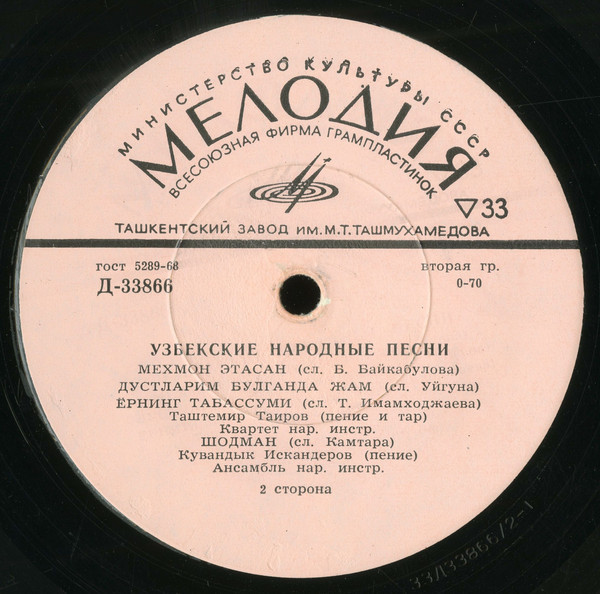 МИНИСТЕРСТВО КУЛЬТУРЫ СССР
МЕЛОДИЯ
ВСЕСОЮЗНАЯ ФИРМА ГРАМПЛАСТИНОК
▽33
ТАШКЕНТСКИЙ ЗАВОД ИМ. М. Т. ТАШМУХАМЕДОВА
гост 5289-68
вторая гр.
Д-33866
0-70
УЗБЕКСКИЕ НАРОДНЫЕ ПЕСНИ
МЕХМОН ЭТАСАН (сл. Б. Байкабулова)
ДУСТЛАРИМ БУЛГАНДА ЖАМ (сл. Уйгуна)
ЁРНИНГ ТАБАССУМИ (сл. Т. Имамходжаева)
Таштемир Таиров (пение и тар)
Квартет нар. инстр.
ШОДМАН (сл. Камтара)
Кувандык Искандеров (пение)
Ансамбль нар. инстр.
2 сторона
33Д33866/2-1